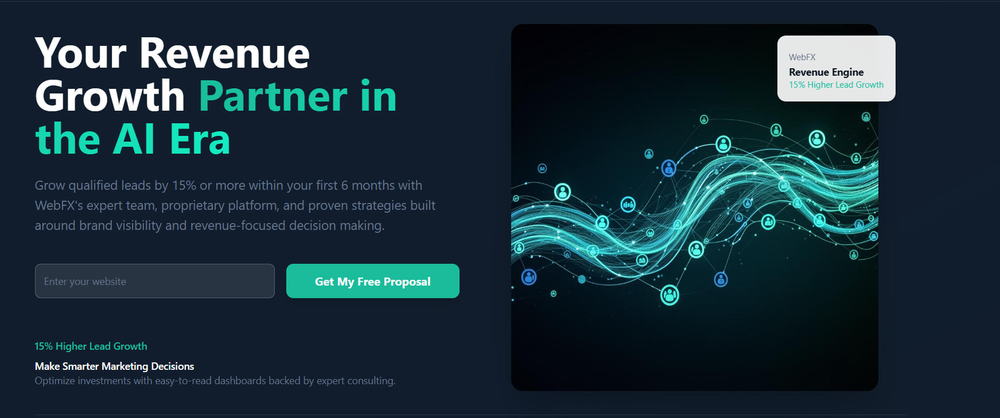 Your Revenue
Growth Partner in
the AI Era
Grow qualified leads by 15% or more within your first 6 months with
WebFX's expert team, proprietary platform, and proven strategies built
around brand visibility and revenue-focused decision making.
Enter your website
Get My Free Proposal
15% Higher Lead Growth
Make Smarter Marketing Decisions
Optimize investments with easy-to-read dashboards backed by expert consulting.
WebFX
Revenue Engine
15% Higher Lead Growth